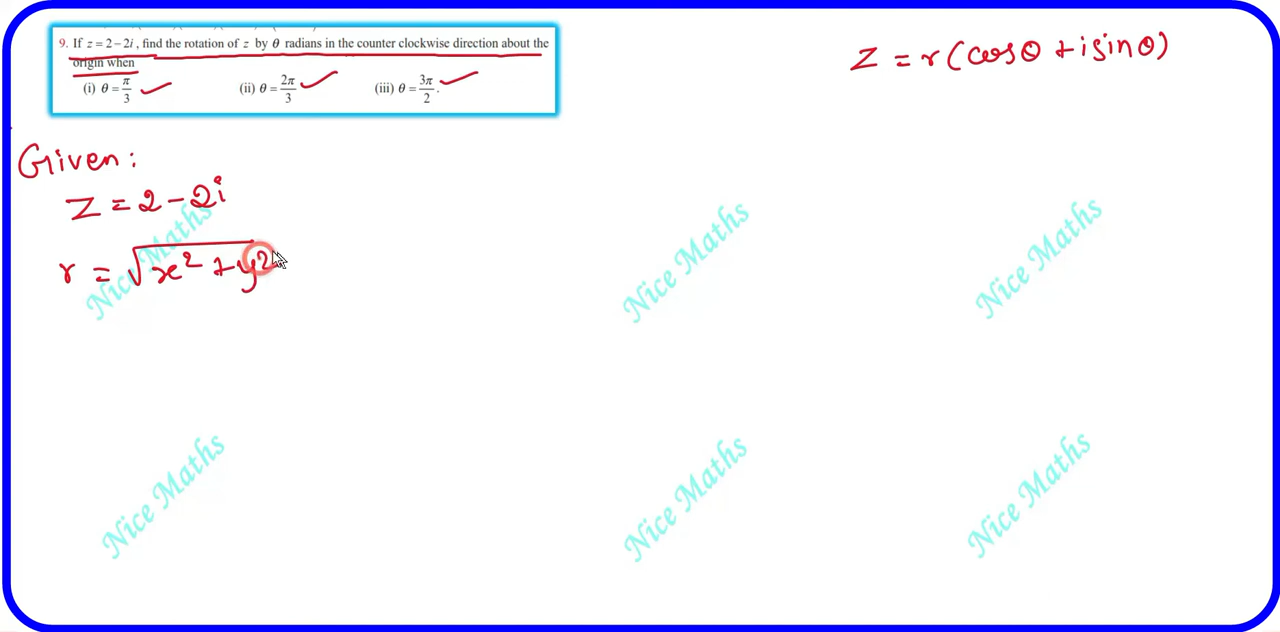 9. If z = 2 − 2i, find the rotation of z by θ radians in the counter clockwise direction about the
origin when
(i) θ = π/3 (ii) θ = 2π/3 (iii) θ = 3π/2.
z = r(cosθ + i sinθ)
Given:
z = 2 − 2i
r = √x² + y²
Nice Maths
Nice Maths
Nice Maths
Nice Maths
Nice Maths
Nice Maths